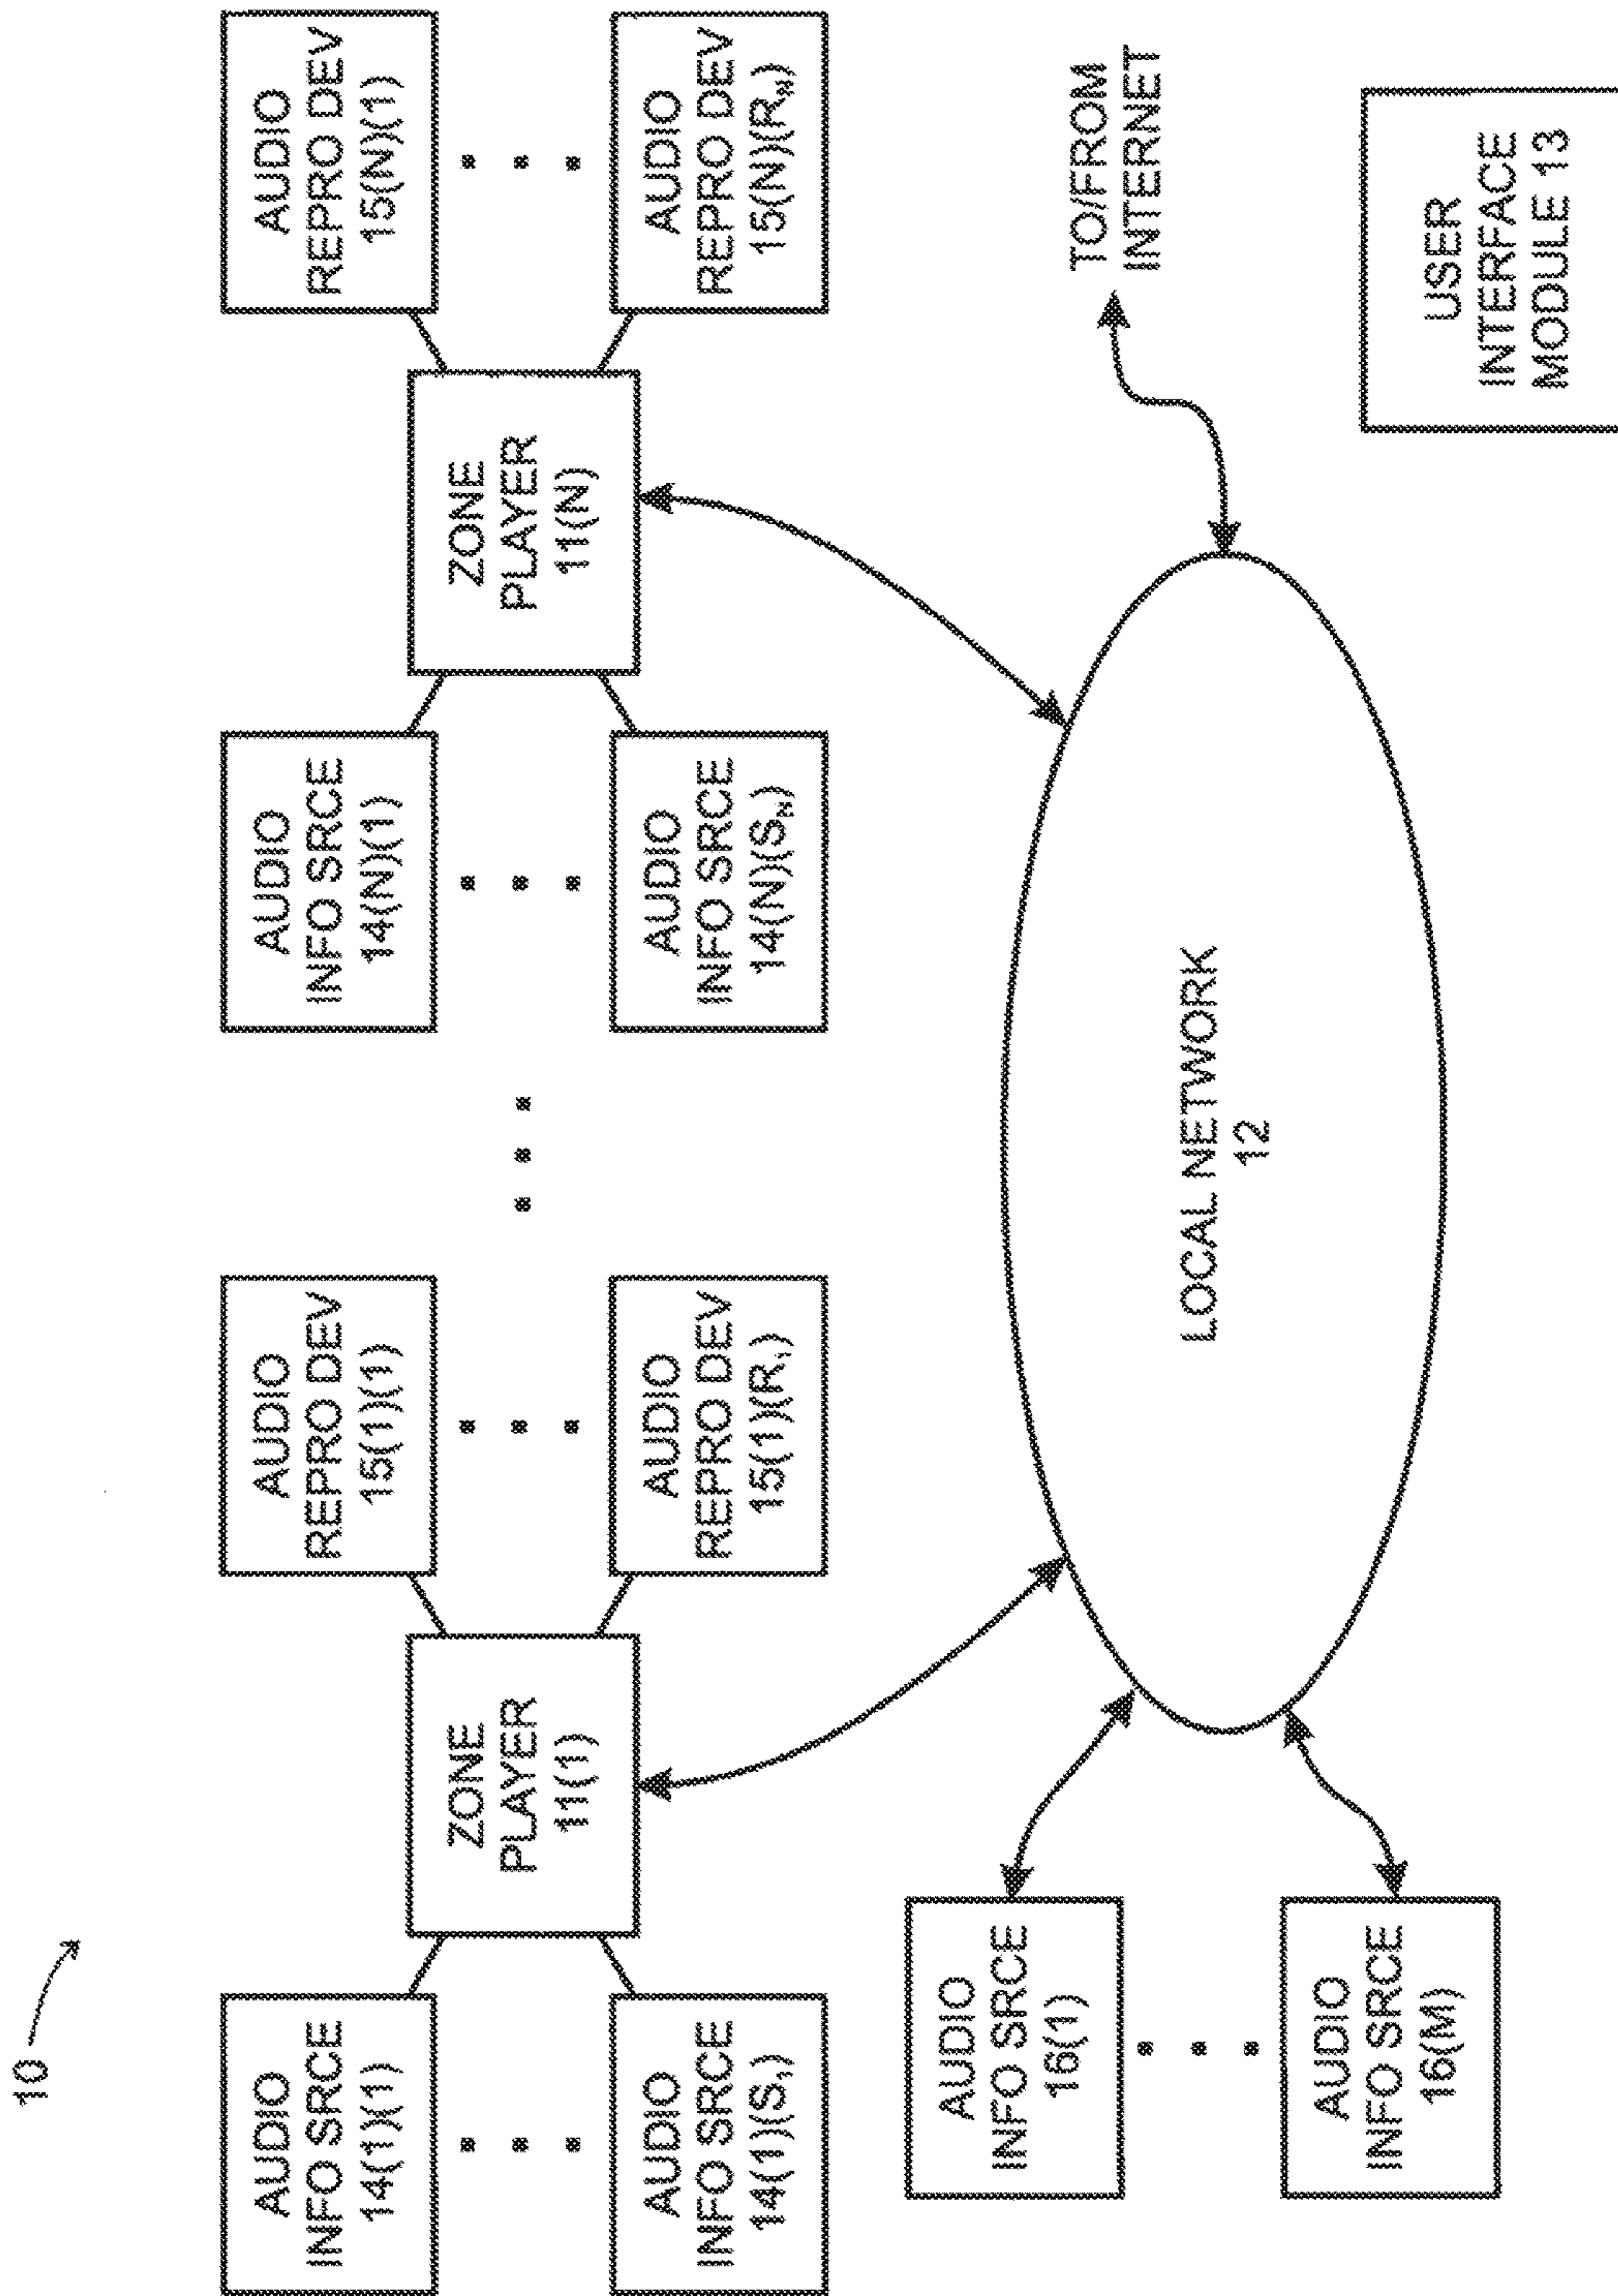 10
AUDIO
INFO SRCE
14(1)(1)
AUDIO
INFO SRCE
14(1)(S₁)
ZONE
PLAYER
11(1)
AUDIO
REPRO DEV
15(1)(1)
AUDIO
REPRO DEV
15(1)(R₁)
AUDIO
INFO SRCE
14(N)(1)
AUDIO
INFO SRCE
14(N)(S_N)
ZONE
PLAYER
11(N)
AUDIO
REPRO DEV
15(N)(1)
AUDIO
REPRO DEV
15(N)(R_N)
AUDIO
INFO SRCE
16(1)
AUDIO
INFO SRCE
16(M)
LOCAL NETWORK
12
TO/FROM
INTERNET
USER
INTERFACE
MODULE 13